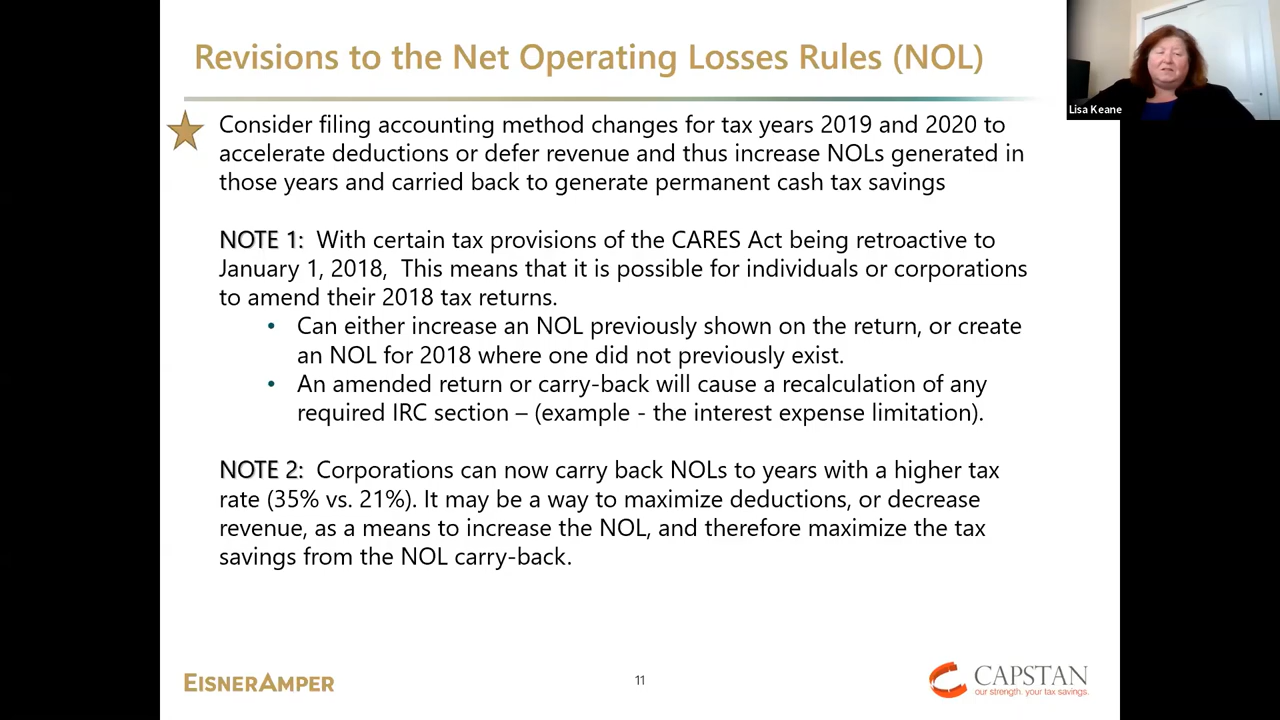 Revisions to the Net Operating Losses Rules (NOL)
Lisa Keane
Consider filing accounting method changes for tax years 2019 and 2020 to
accelerate deductions or defer revenue and thus increase NOLs generated in
those years and carried back to generate permanent cash tax savings
NOTE 1:  With certain tax provisions of the CARES Act being retroactive to
January 1, 2018,  This means that it is possible for individuals or corporations
to amend their 2018 tax returns.
• Can either increase an NOL previously shown on the return, or create
an NOL for 2018 where one did not previously exist.
• An amended return or carry-back will cause a recalculation of any
required IRC section – (example - the interest expense limitation).
NOTE 2:  Corporations can now carry back NOLs to years with a higher tax
rate (35% vs. 21%). It may be a way to maximize deductions, or decrease
revenue, as a means to increase the NOL, and therefore maximize the tax
savings from the NOL carry-back.
EISNERAMPER
11
CAPSTAN
our strength. your tax savings.